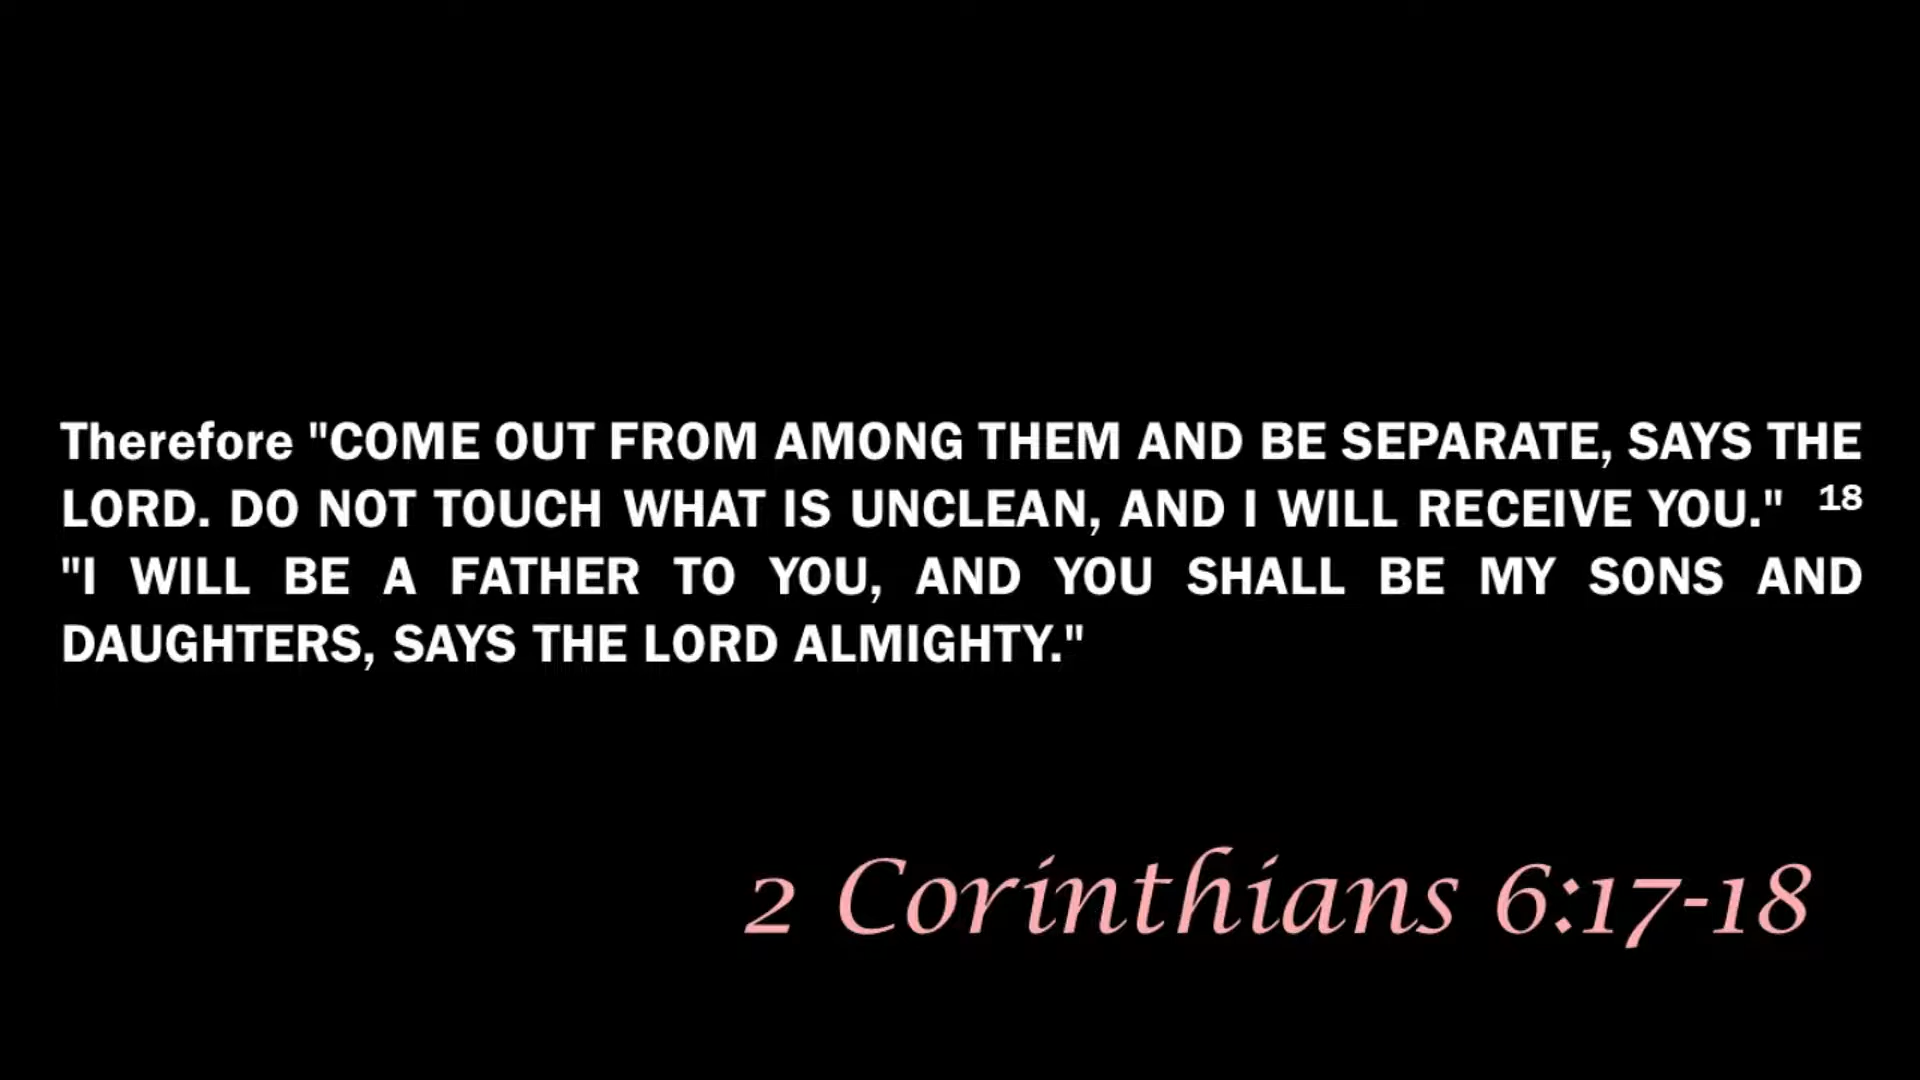 Therefore "COME OUT FROM AMONG THEM AND BE SEPARATE, SAYS THE
LORD. DO NOT TOUCH WHAT IS UNCLEAN, AND I WILL RECEIVE YOU." 18
"I WILL BE A FATHER TO YOU, AND YOU SHALL BE MY SONS AND
DAUGHTERS, SAYS THE LORD ALMIGHTY."
2 Corinthians 6:17-18